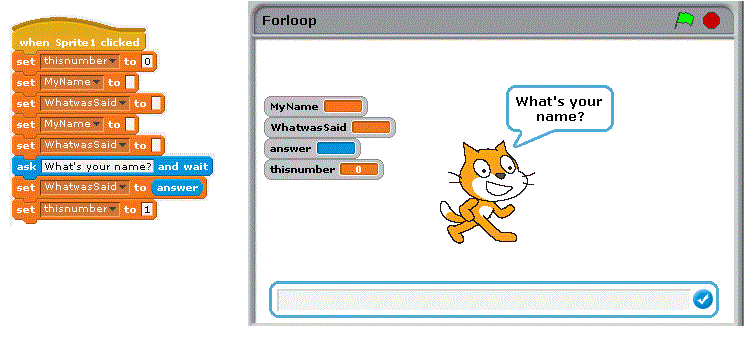 when Sprite1 clicked
set thisnumber to 0
set MyName to
set WhatwasSaid to
set MyName to
set WhatwasSaid to
ask What's your name? and wait
set WhatwasSaid to answer
set thisnumber to 1
Forloop
MyName
WhatwasSaid
answer
thisnumber 0
What's your
name?